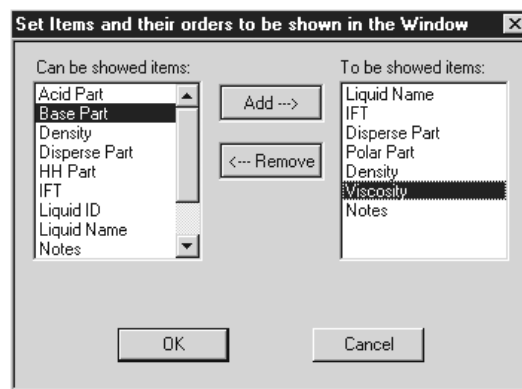 Set Items and their orders to be shown in the Window
Can be showed items:
Acid Part
Base Part
Density
Disperse Part
HH Part
IFT
Liquid ID
Liquid Name
Notes
Add --->
<--- Remove
To be showed items:
Liquid Name
IFT
Disperse Part
Polar Part
Density
Viscosity
Notes
OK
Cancel